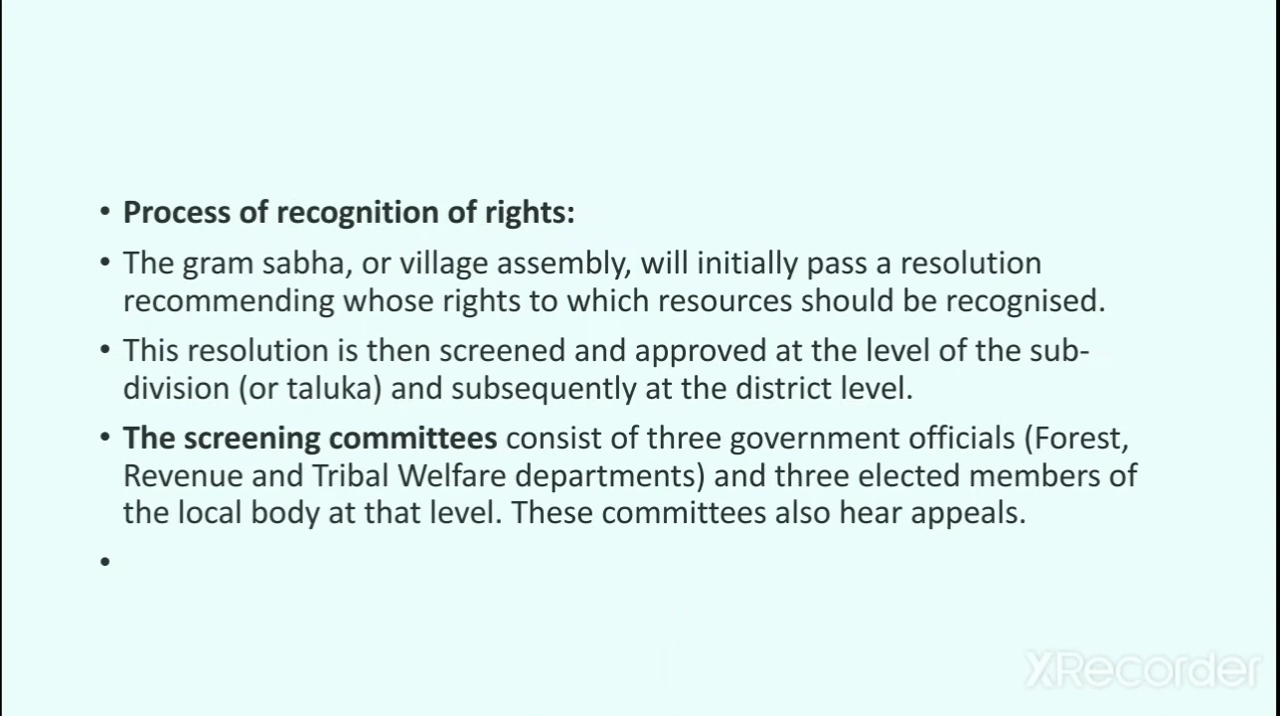 • Process of recognition of rights:
• The gram sabha, or village assembly, will initially pass a resolution
recommending whose rights to which resources should be recognised.
• This resolution is then screened and approved at the level of the sub-
division (or taluka) and subsequently at the district level.
• The screening committees consist of three government officials (Forest,
Revenue and Tribal Welfare departments) and three elected members of
the local body at that level. These committees also hear appeals.
•
XRecorder